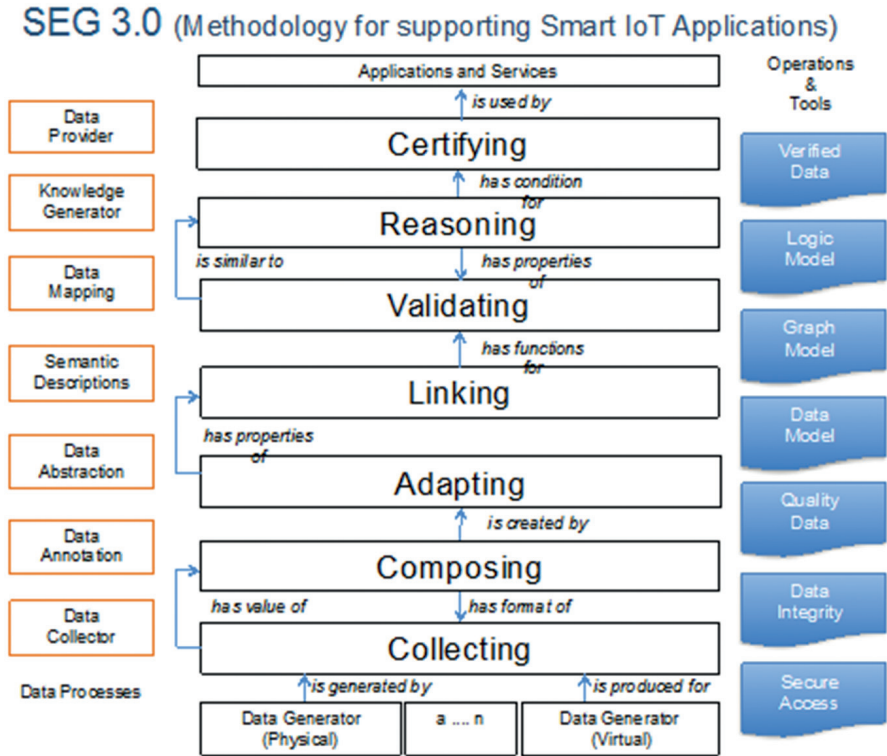 SEG 3.0 (Methodology for supporting Smart IoT Applications)
Applications and Services
Operations
&
Tools
is used by
Data
Provider
Certifying
Verified
Data
has condition
for
Knowledge
Generator
Reasoning
Logic
Model
is similar to
has properties
of
Data
Mapping
Validating
Graph
Model
has functions
for
Semantic
Descriptions
Linking
Data
Model
has properties
of
Data
Abstraction
Adapting
Quality
Data
is created by
Data
Annotation
Composing
Data
Integrity
has value of
has format of
Data
Collector
Collecting
Secure
Access
Data Processes
is generated by
is produced for
Data Generator
(Physical)
a .... n
Data Generator
(Virtual)